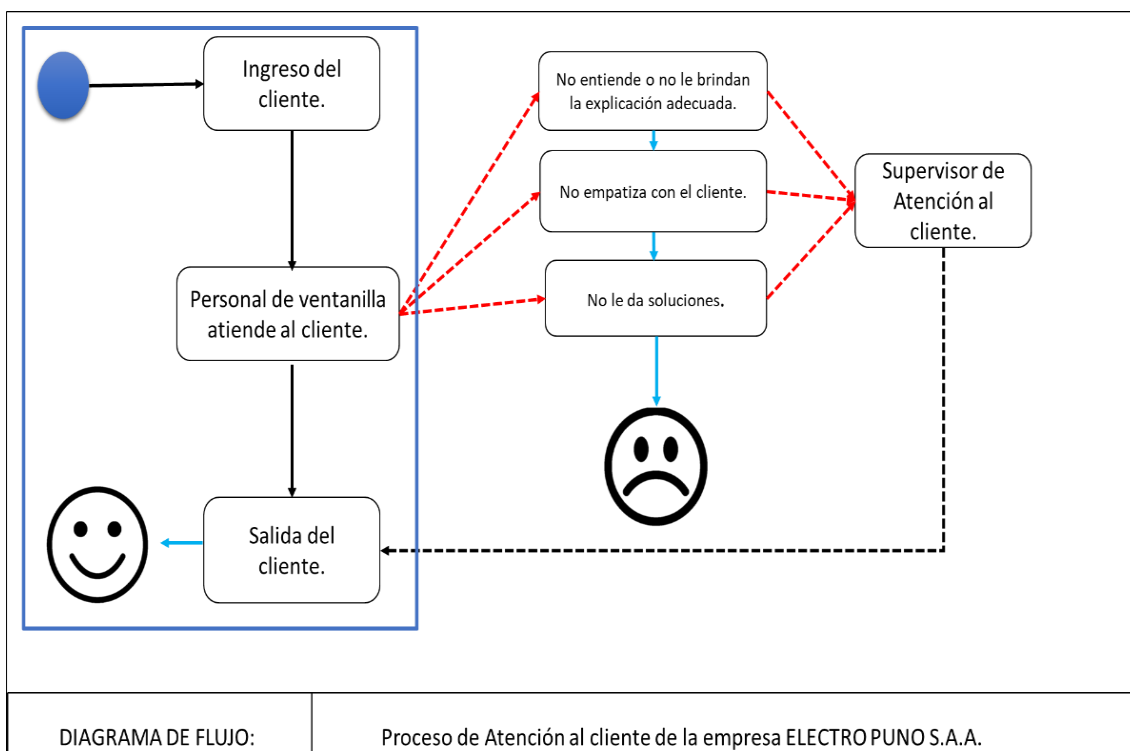 Ingreso del
cliente.
Personal de ventanilla
atiende al cliente.
Salida del
cliente.
No entiende o no le brindan
la explicación adecuada.
No empatiza con el cliente.
No le da soluciones.
Supervisor de
Atención al
cliente.
DIAGRAMA DE FLUJO:
Proceso de Atención al cliente de la empresa ELECTRO PUNO S.A.A.